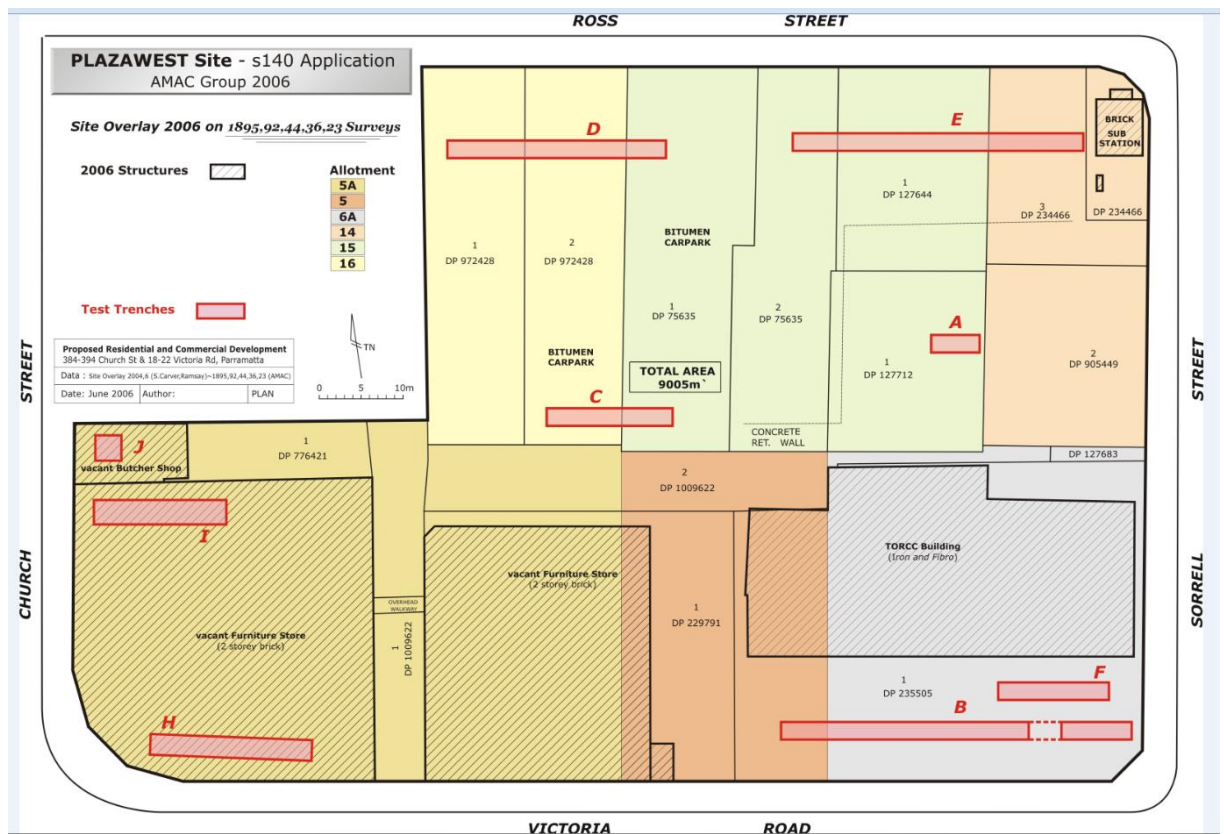 ROSS STREET
PLAZAWEST Site - s140 Application
AMAC Group 2006
Site Overlay 2006 on 1895,92,44,36,23 Surveys
2006 Structures
Allotment
5A
5
6A
14
15
16
Test Trenches
Proposed Residential and Commercial Development
384-394 Church St & 18-22 Victoria Rd, Parramatta
Data : Site Overlay 2004,6 (S.Carver,Ramsay)~1895,92,44,36,23 (AMAC)
Date: June 2006 Author: PLAN
TN
0 5 10m
D
E
BRICK
SUB
STATION
1
DP 127644
3
DP 234466
DP 234466
BITUMEN
CARPARK
1
DP 972428
2
DP 972428
1
DP 75635
2
DP 75635
A
BITUMEN
CARPARK
TOTAL AREA
9005m`
1
DP 127712
2
DP 905449
C
CONCRETE
RET. WALL
STREET
CHURCH
STREET
SORRELL
J
vacant Butcher Shop
1
DP 776421
DP 127683
2
DP 1009622
I
TORCC Building
(Iron and Fibro)
vacant Furniture Store
(2 storey brick)
OVERHEAD
WALKWAY
1
DP 229791
vacant Furniture Store
(2 storey brick)
1
DP 1009622
1
DP 235505
F
B
H
VICTORIA ROAD